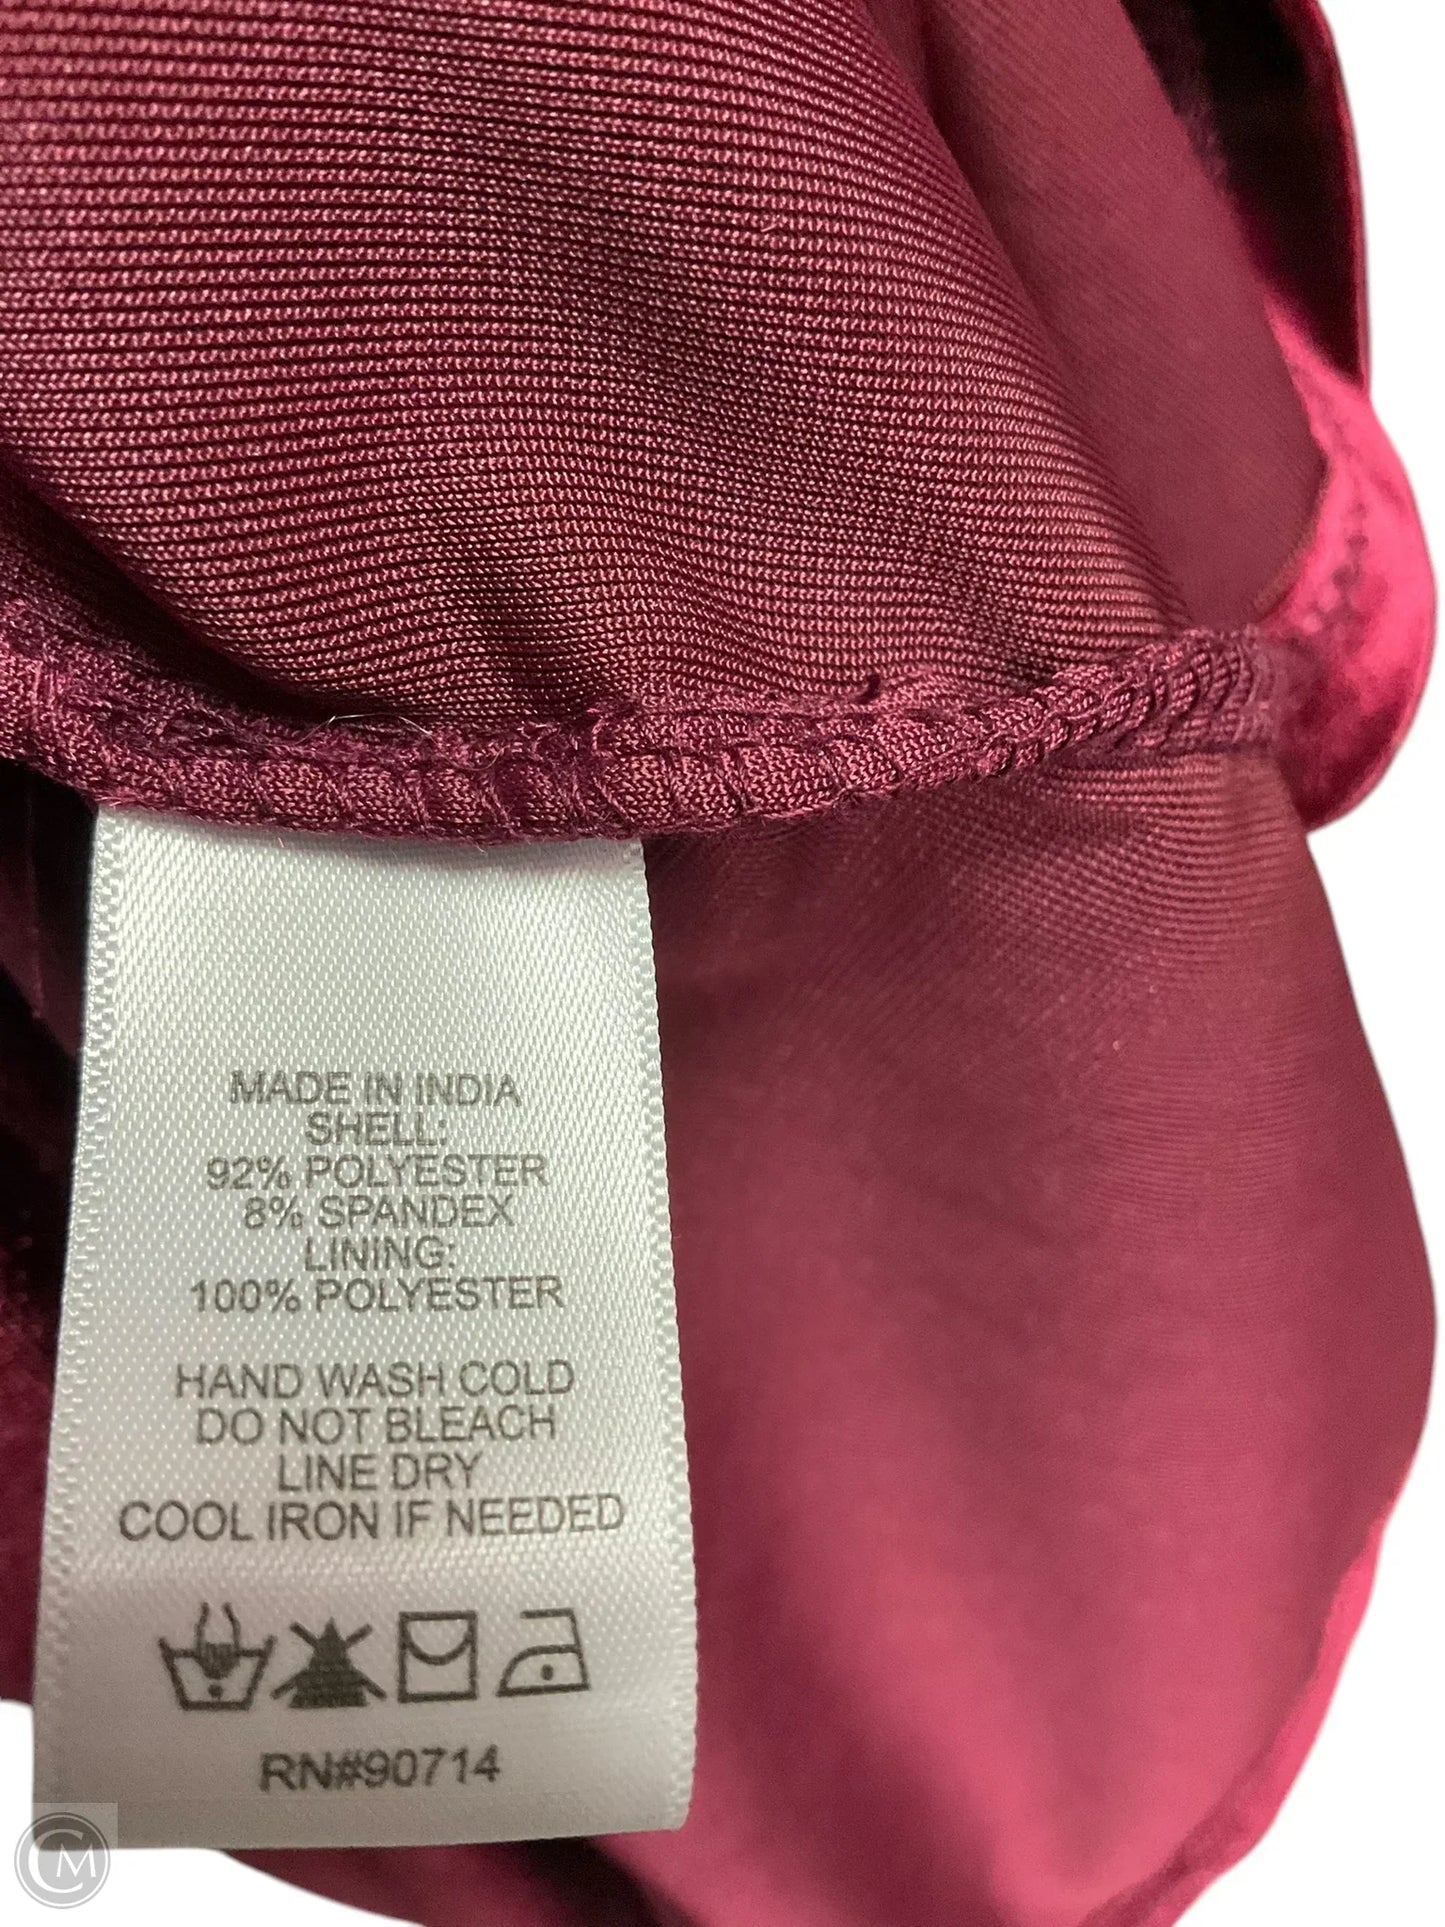 MADE IN INDIA
SHELL:
92% POLYESTER
8% SPANDEX
LINING:
100% POLYESTER
HAND WASH COLD
DO NOT BLEACH
LINE DRY
COOL IRON IF NEEDED
RN#90714
CM